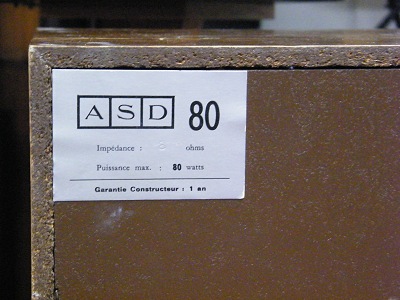 ASD 80
Impédance : ohms
Puissance max. : 80 watts
Garantie Constructeur : 1 an